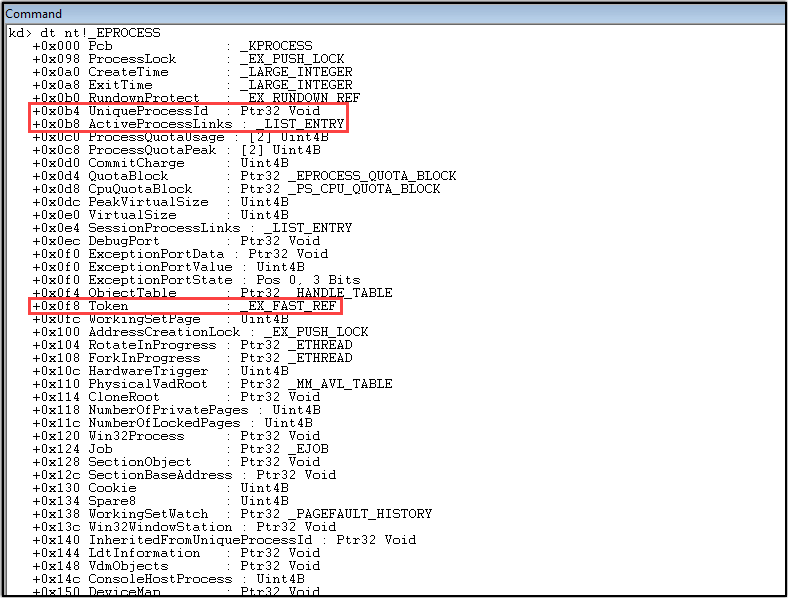 Command
kd> dt nt!_EPROCESS
+0x000 Pcb : _KPROCESS
+0x098 ProcessLock : _EX_PUSH_LOCK
+0x0a0 CreateTime : _LARGE_INTEGER
+0x0a8 ExitTime : _LARGE_INTEGER
+0x0b0 RundownProtect : _EX_RUNDOWN_REF
+0x0b4 UniqueProcessId : Ptr32 Void
+0x0b8 ActiveProcessLinks : _LIST_ENTRY
+0x0c0 ProcessQuotaUsage : [2] Uint4B
+0x0c8 ProcessQuotaPeak : [2] Uint4B
+0x0d0 CommitCharge : Uint4B
+0x0d4 QuotaBlock : Ptr32 _EPROCESS_QUOTA_BLOCK
+0x0d8 CpuQuotaBlock : Ptr32 _PS_CPU_QUOTA_BLOCK
+0x0dc PeakVirtualSize : Uint4B
+0x0e0 VirtualSize : Uint4B
+0x0e4 SessionProcessLinks : _LIST_ENTRY
+0x0ec DebugPort : Ptr32 Void
+0x0f0 ExceptionPortData : Ptr32 Void
+0x0f0 ExceptionPortValue : Uint4B
+0x0f0 ExceptionPortState : Pos 0, 3 Bits
+0x0f4 ObjectTable : Ptr32 _HANDLE_TABLE
+0x0f8 Token : _EX_FAST_REF
+0x0fc WorkingSetPage : Uint4B
+0x100 AddressCreationLock : _EX_PUSH_LOCK
+0x104 RotateInProgress : Ptr32 _ETHREAD
+0x108 ForkInProgress : Ptr32 _ETHREAD
+0x10c HardwareTrigger : Uint4B
+0x110 PhysicalVadRoot : Ptr32 _MM_AVL_TABLE
+0x114 CloneRoot : Ptr32 Void
+0x118 NumberOfPrivatePages : Uint4B
+0x11c NumberOfLockedPages : Uint4B
+0x120 Win32Process : Ptr32 Void
+0x124 Job : Ptr32 _EJOB
+0x128 SectionObject : Ptr32 Void
+0x12c SectionBaseAddress : Ptr32 Void
+0x130 Cookie : Uint4B
+0x134 Spare8 : Uint4B
+0x138 WorkingSetWatch : Ptr32 _PAGEFAULT_HISTORY
+0x13c Win32WindowStation : Ptr32 Void
+0x140 InheritedFromUniqueProcessId : Ptr32 Void
+0x144 LdtInformation : Ptr32 Void
+0x148 VdmObjects : Ptr32 Void
+0x14c ConsoleHostProcess : Uint4B
+0x150 DeviceMap : Ptr32 Void